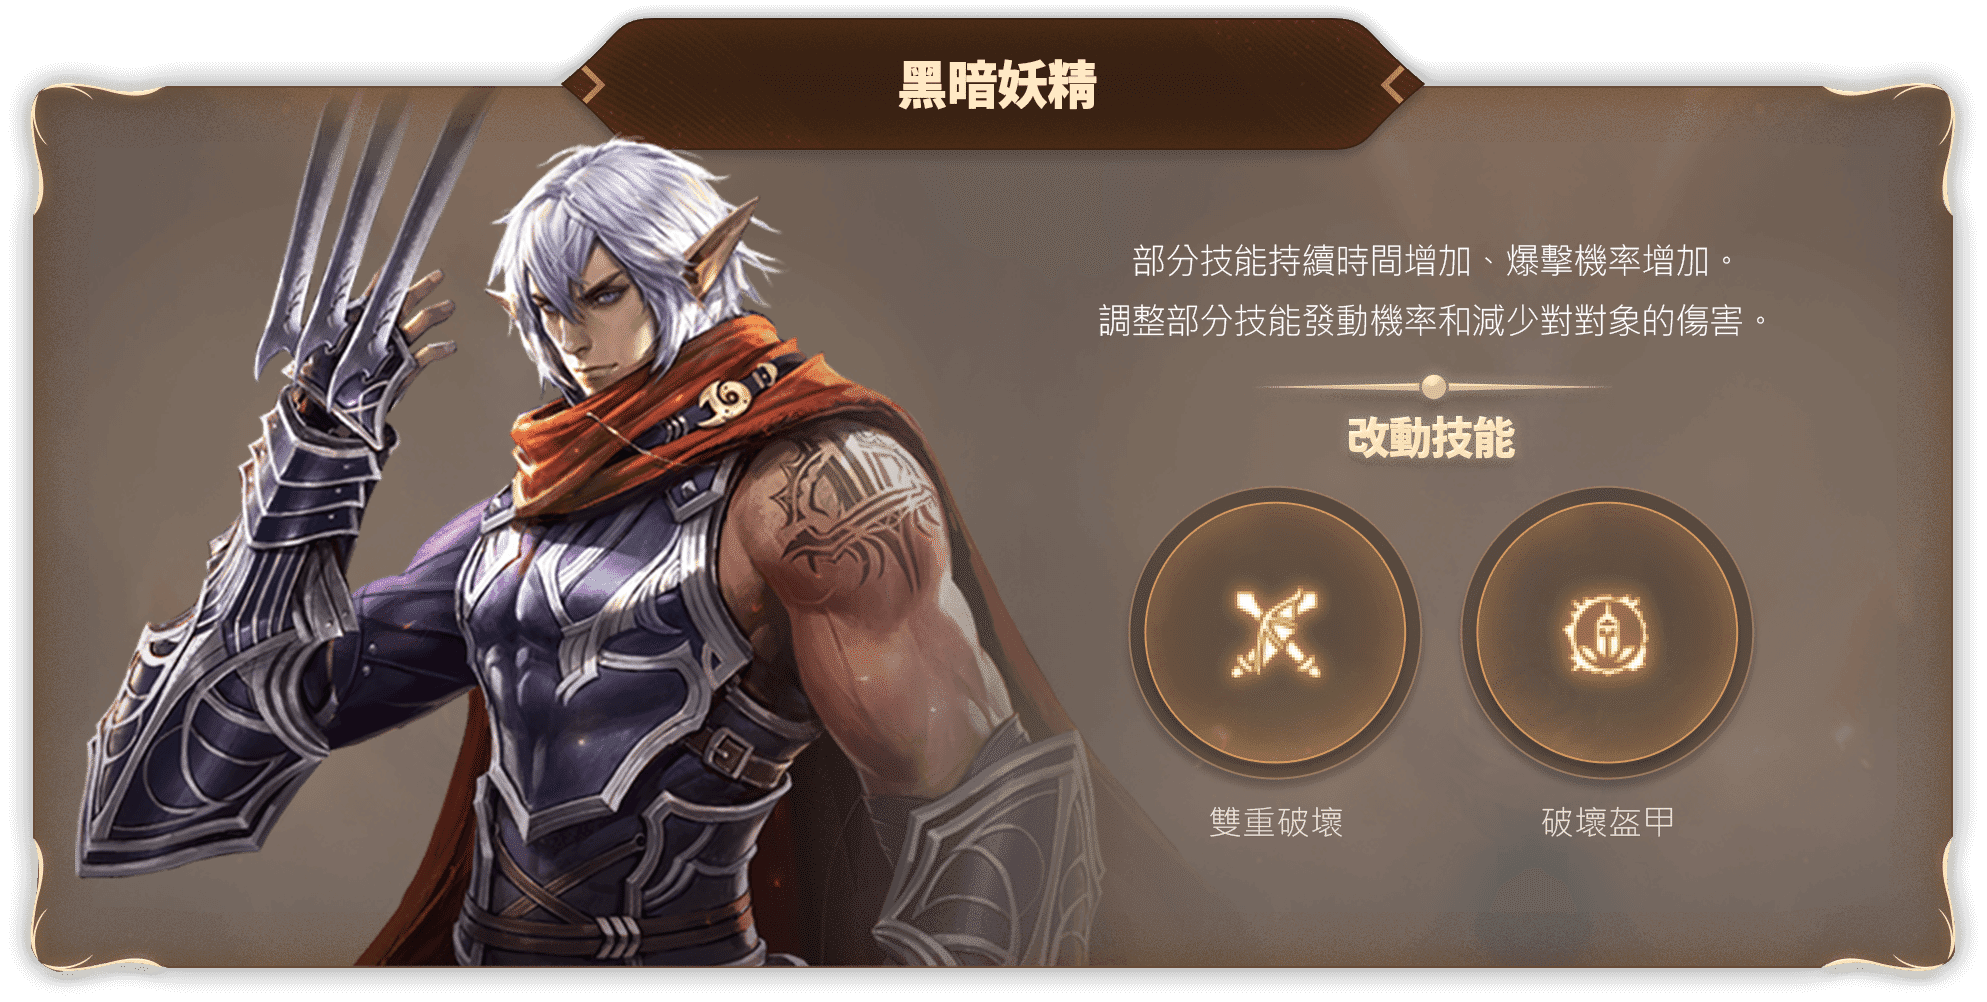 黑暗妖精
部分技能持續時間增加、爆擊機率增加。
調整部分技能發動機率和減少對對象的傷害。
改動技能
雙重破壞
破壞盔甲